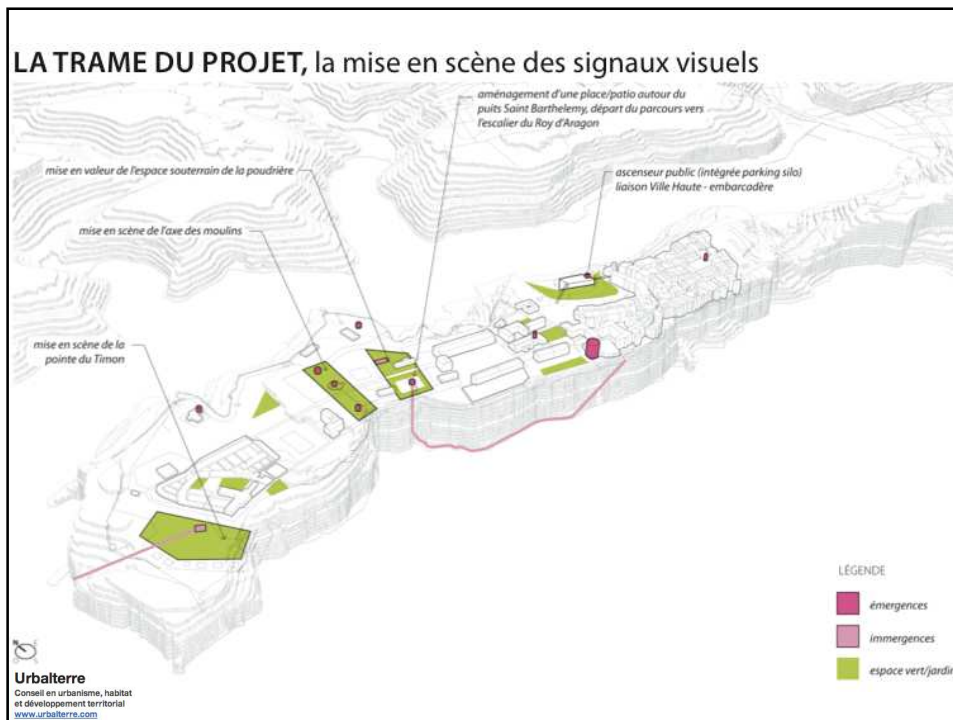 LA TRAME DU PROJET, la mise en scène des signaux visuels
aménagement d'une place/patio autour du
puits Saint Barthelemy, départ du parcours vers
l'escalier du Roy d'Aragon
mise en valeur de l'espace souterrain de la poudrière
ascenseur public (intégrée parking silo)
liaison Ville Haute - embarcadère
mise en scène de l'axe des moulins
mise en scène de la
pointe du Timon
LÉGENDE
émergences
immergences
espace vert/jardin
N
E
O
S
Urbalterre
Conseil en urbanisme, habitat
et développement territorial
www.urbalterre.com